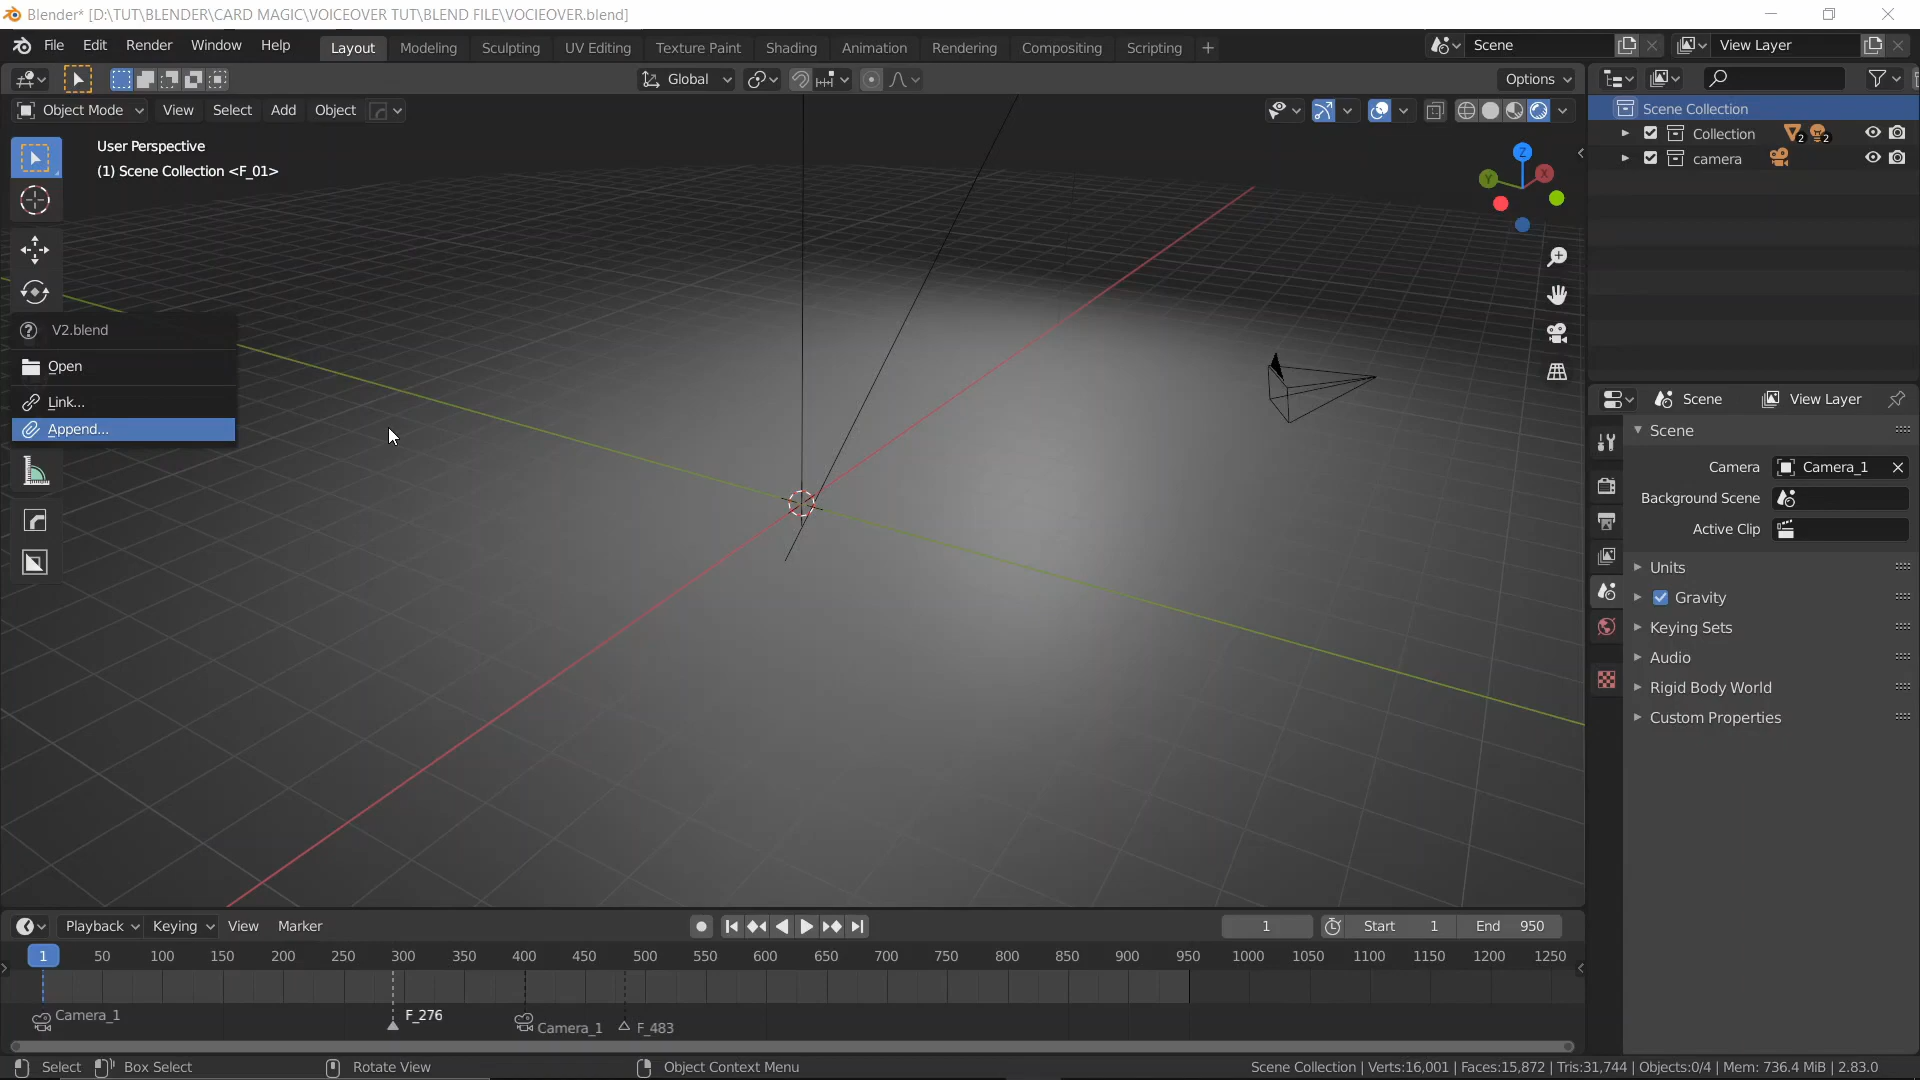 Blender* [D:\TUT\BLENDER\CARD MAGIC\VOICEOVER TUT\BLEND FILE\VOCIEOVER.blend]
File Edit Render Window Help Layout Modeling Sculpting UV Editing Texture Paint Shading Animation Rendering Compositing Scripting + Scene View Layer
Global Options
Object Mode View Select Add Object
Scene Collection
Collection 2 2
camera
User Perspective
(1) Scene Collection <F_01>
Z
Y X
V2.blend
Open
Link...
Append...
Scene View Layer
Scene
Camera Camera_1
Background Scene
Active Clip
Units
Gravity
Keying Sets
Audio
Rigid Body World
Custom Properties
Playback Keying View Marker 1 Start 1 End 950
1 50 100 150 200 250 300 350 400 450 500 550 600 650 700 750 800 850 900 950 1000 1050 1100 1150 1200 1250
Camera_1 F_276 Camera_1 F_483
Select Box Select Rotate View Object Context Menu Scene Collection | Verts:16,001 | Faces:15,872 | Tris:31,744 | Objects:0/4 | Mem: 736.4 MiB | 2.83.0